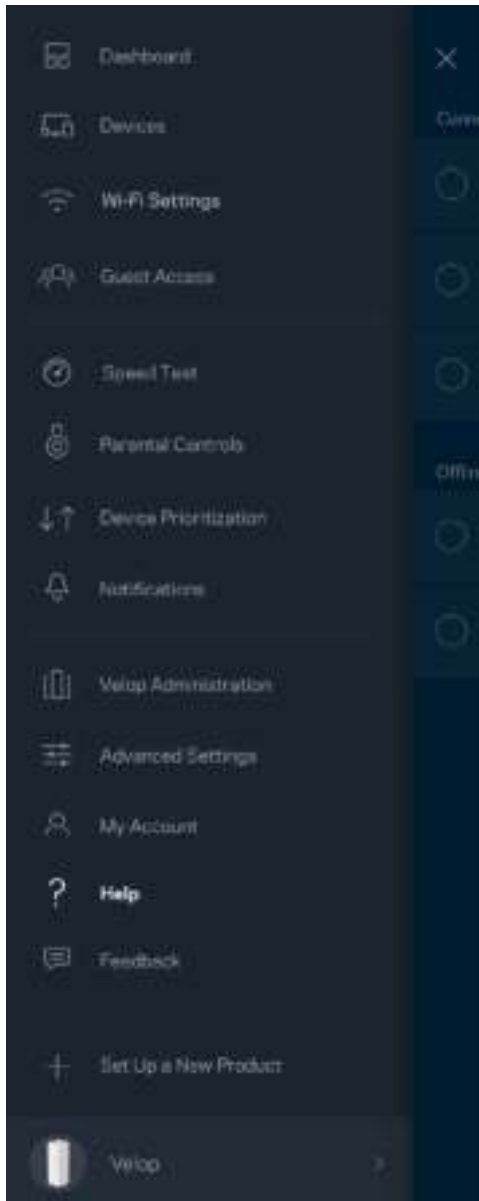 Dashboard
Devices
Wi-Fi Settings
Guest Access
Speed Test
Parental Controls
Device Prioritization
Notifications
Velop Administration
Advanced Settings
My Account
? Help
Feedback
Set Up a New Product
Velop
Offlin